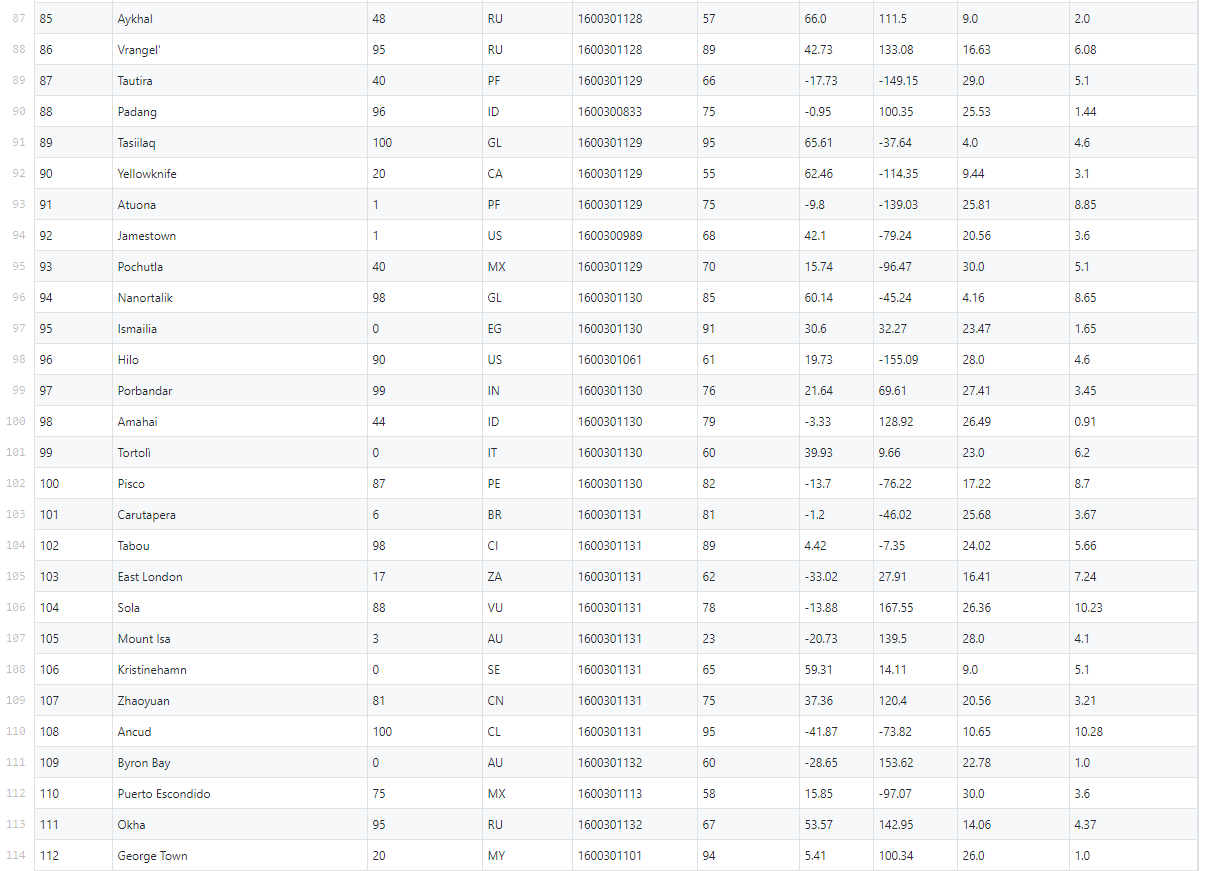 87 85 Aykhal 48 RU 1600301128 57 66.0 111.5 9.0 2.0
88 86 Vrangel' 95 RU 1600301128 89 42.73 133.08 16.63 6.08
89 87 Tautira 40 PF 1600301129 66 -17.73 -149.15 29.0 5.1
90 88 Padang 96 ID 1600300833 75 -0.95 100.35 25.53 1.44
91 89 Tasiilaq 100 GL 1600301129 95 65.61 -37.64 4.0 4.6
92 90 Yellowknife 20 CA 1600301129 55 62.46 -114.35 9.44 3.1
93 91 Atuona 1 PF 1600301129 75 -9.8 -139.03 25.81 8.85
94 92 Jamestown 1 US 1600300989 68 42.1 -79.24 20.56 3.6
95 93 Pochutla 40 MX 1600301129 70 15.74 -96.47 30.0 5.1
96 94 Nanortalik 98 GL 1600301130 85 60.14 -45.24 4.16 8.65
97 95 Ismailia 0 EG 1600301130 91 30.6 32.27 23.47 1.65
98 96 Hilo 90 US 1600301061 61 19.73 -155.09 28.0 4.6
99 97 Porbandar 99 IN 1600301130 76 21.64 69.61 27.41 3.45
100 98 Amahai 44 ID 1600301130 79 -3.33 128.92 26.49 0.91
101 99 Tortolì 0 IT 1600301130 60 39.93 9.66 23.0 6.2
102 100 Pisco 87 PE 1600301130 82 -13.7 -76.22 17.22 8.7
103 101 Carutapera 6 BR 1600301131 81 -1.2 -46.02 25.68 3.67
104 102 Tabou 98 CI 1600301131 89 4.42 -7.35 24.02 5.66
105 103 East London 17 ZA 1600301131 62 -33.02 27.91 16.41 7.24
106 104 Sola 88 VU 1600301131 78 -13.88 167.55 26.36 10.23
107 105 Mount Isa 3 AU 1600301131 23 -20.73 139.5 28.0 4.1
108 106 Kristinehamn 0 SE 1600301131 65 59.31 14.11 9.0 5.1
109 107 Zhaoyuan 81 CN 1600301131 75 37.36 120.4 20.56 3.21
110 108 Ancud 100 CL 1600301131 95 -41.87 -73.82 10.65 10.28
111 109 Byron Bay 0 AU 1600301132 60 -28.65 153.62 22.78 1.0
112 110 Puerto Escondido 75 MX 1600301113 58 15.85 -97.07 30.0 3.6
113 111 Okha 95 RU 1600301132 67 53.57 142.95 14.06 4.37
114 112 George Town 20 MY 1600301101 94 5.41 100.34 26.0 1.0